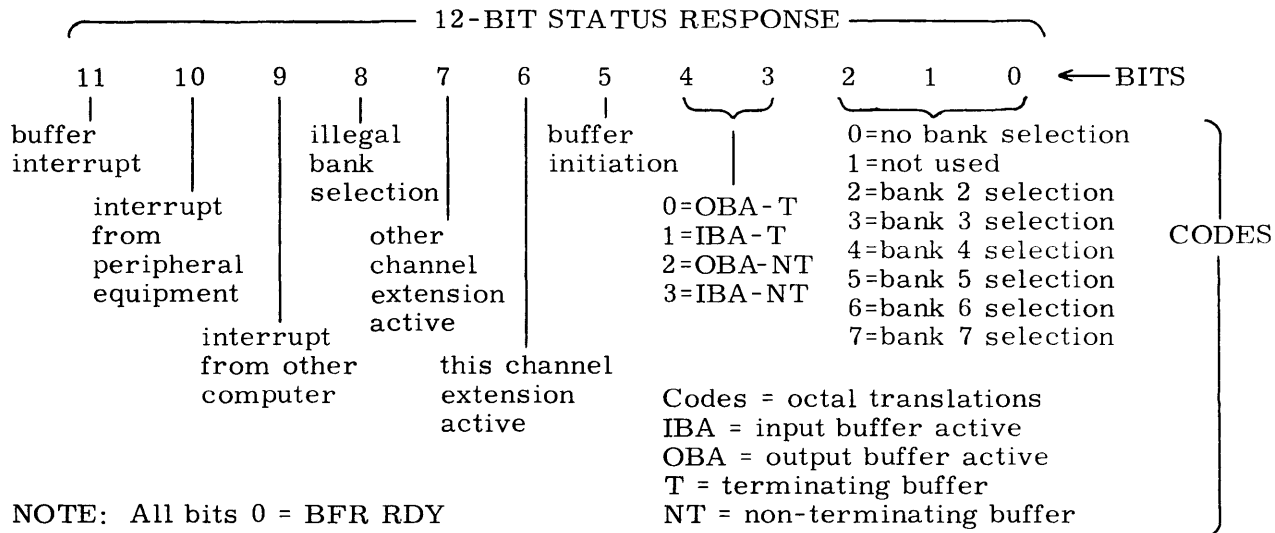 12-BIT STATUS RESPONSE
11 10 9 8 7 6 5 4 3 2 1 0 ← BITS
buffer
interrupt
interrupt
from
peripheral
equipment
interrupt
from other
computer
illegal
bank
selection
other
channel
extension
active
this channel
extension
active
buffer
initiation
0=OBA-T
1=IBA-T
2=OBA-NT
3=IBA-NT
0=no bank selection
1=not used
2=bank 2 selection
3=bank 3 selection
4=bank 4 selection
5=bank 5 selection
6=bank 6 selection
7=bank 7 selection
CODES
Codes = octal translations
IBA = input buffer active
OBA = output buffer active
T = terminating buffer
NT = non-terminating buffer
NOTE: All bits 0 = BFR RDY